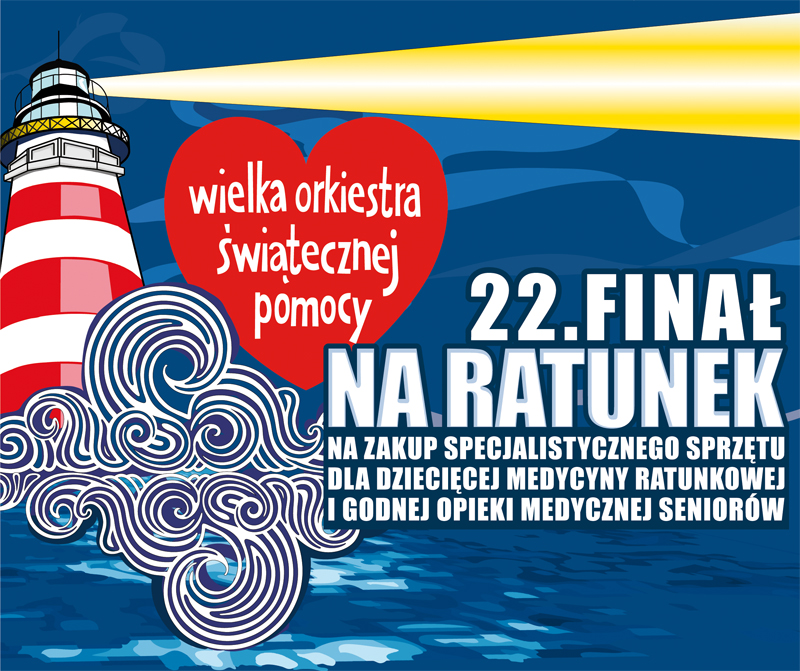 wielka orkiestra
świątecznej
pomocy
22.FINAŁ
NA RATUNEK
NA ZAKUP SPECJALISTYCZNEGO SPRZĘTU
DLA DZIECIĘCEJ MEDYCYNY RATUNKOWEJ
I GODNEJ OPIEKI MEDYCZNEJ SENIORÓW